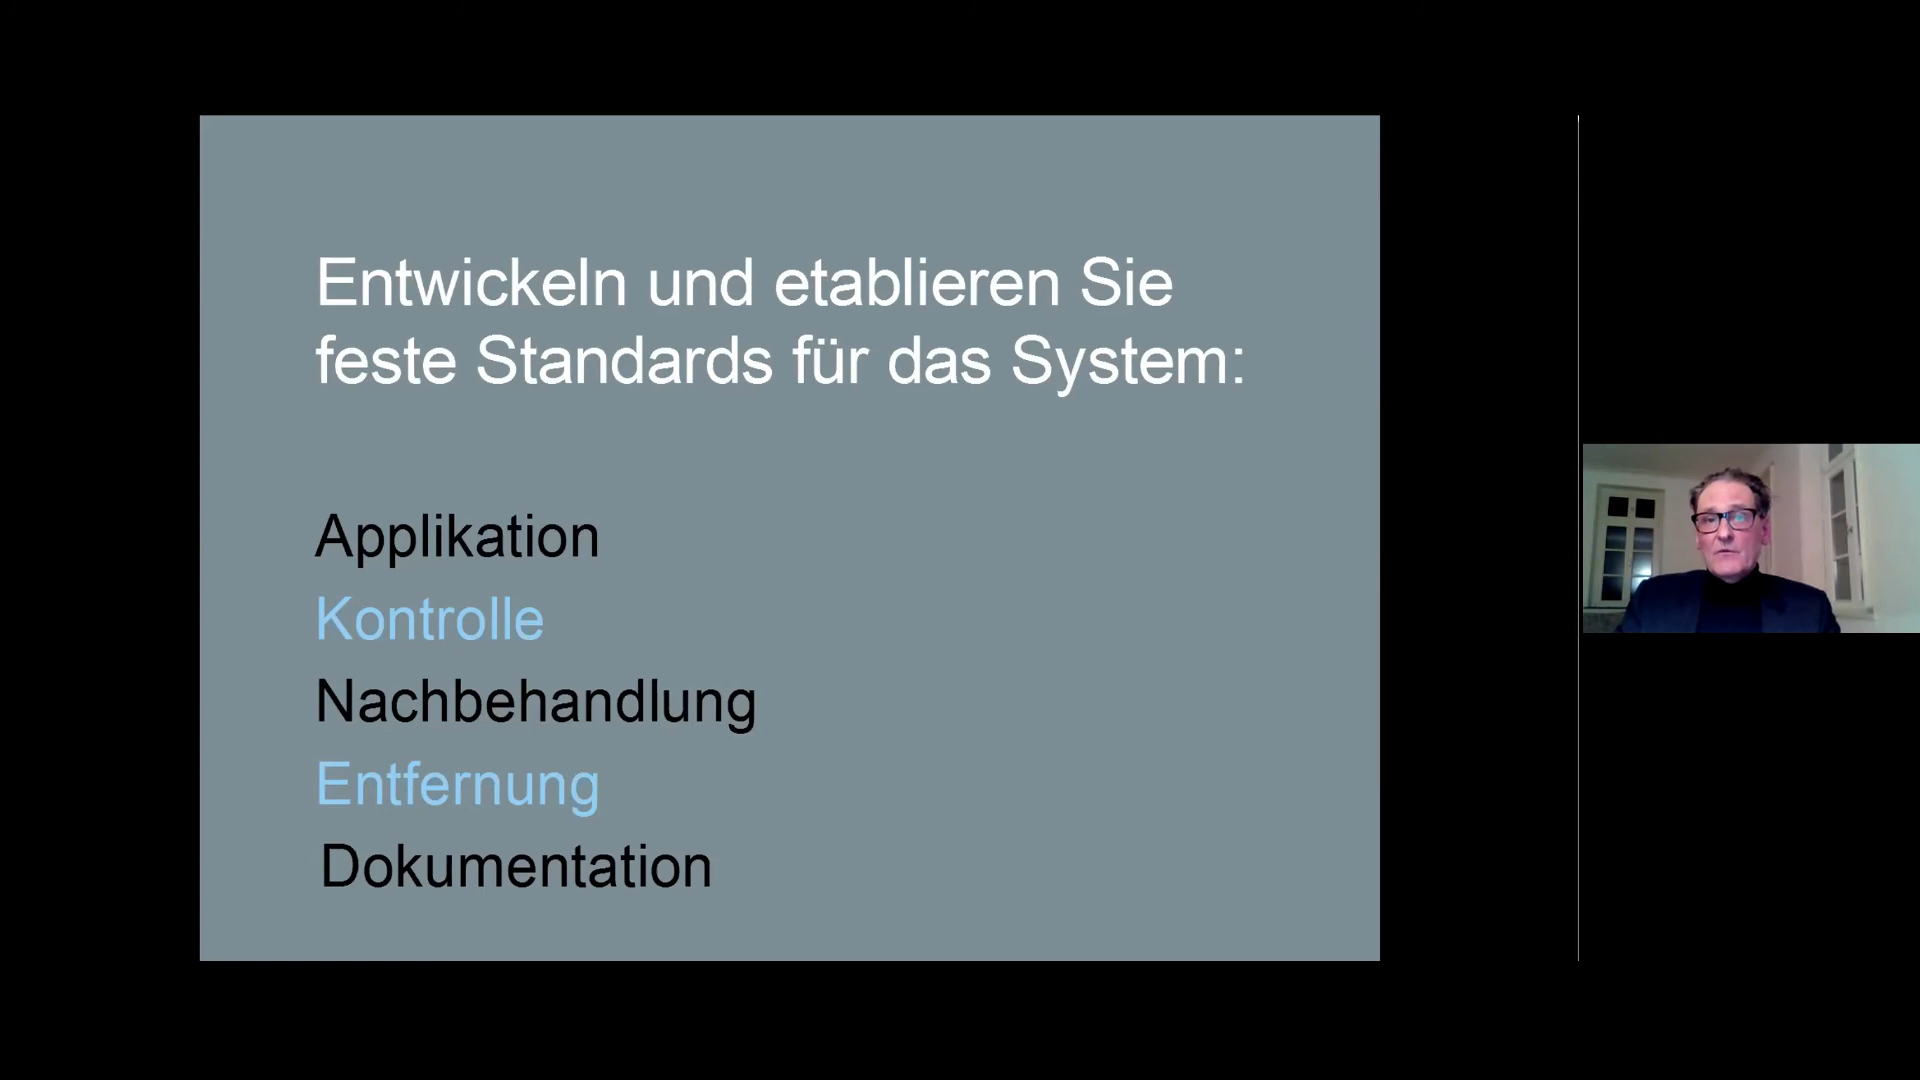 Entwickeln und etablieren Sie
feste Standards für das System:
Applikation
Kontrolle
Nachbehandlung
Entfernung
Dokumentation